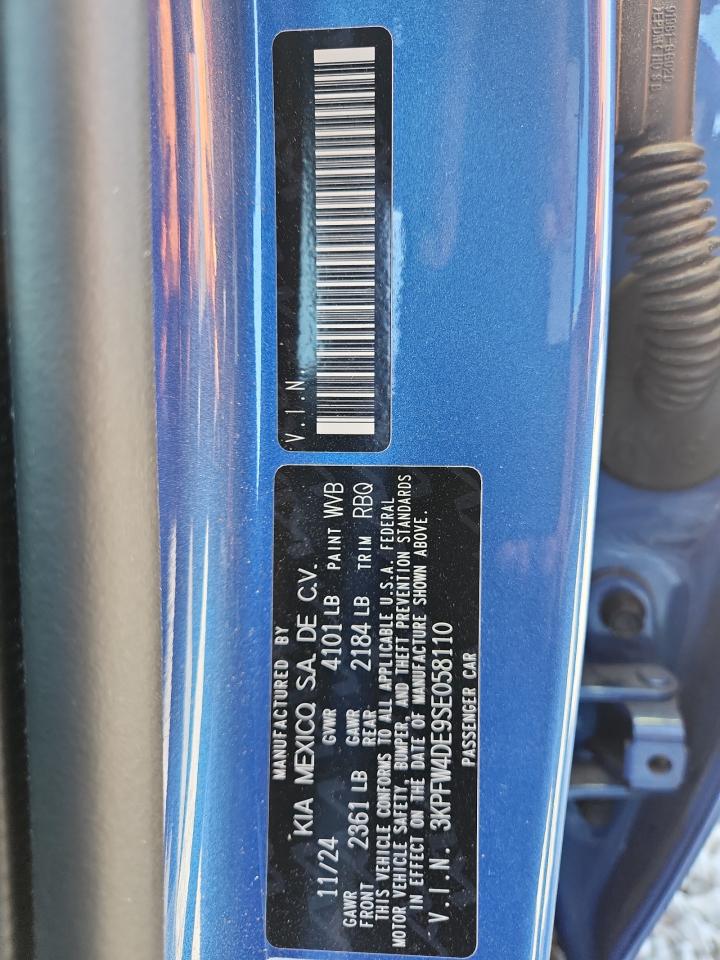 V.I.N
MANUFACTURED BY
KIA MEXICO, S.A. DE C.V.
11/24 GVWR 4101 LB PAINT WVB
GAWR FRONT 2361 LB GAWR REAR 2184 LB TRIM RBQ
THIS VEHICLE CONFORMS TO ALL APPLICABLE U.S.A. FEDERAL
MOTOR VEHICLE SAFETY, BUMPER, AND THEFT PREVENTION STANDARDS
IN EFFECT ON THE DATE OF MANUFACTURE SHOWN ABOVE.
V.I.N. 3KPFW4DE9SE058110
PASSENGER CAR